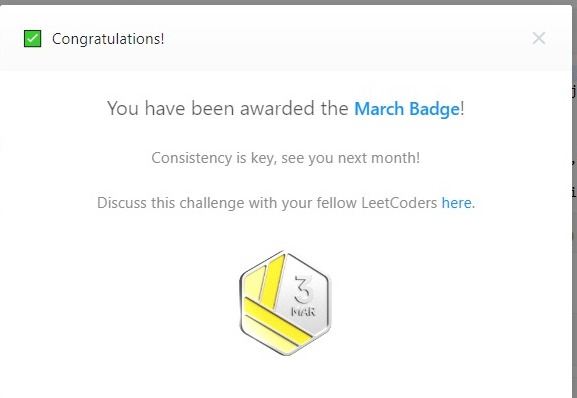 Congratulations!
You have been awarded the March Badge!
Consistency is key, see you next month!
Discuss this challenge with your fellow LeetCoders here.
3
MAR